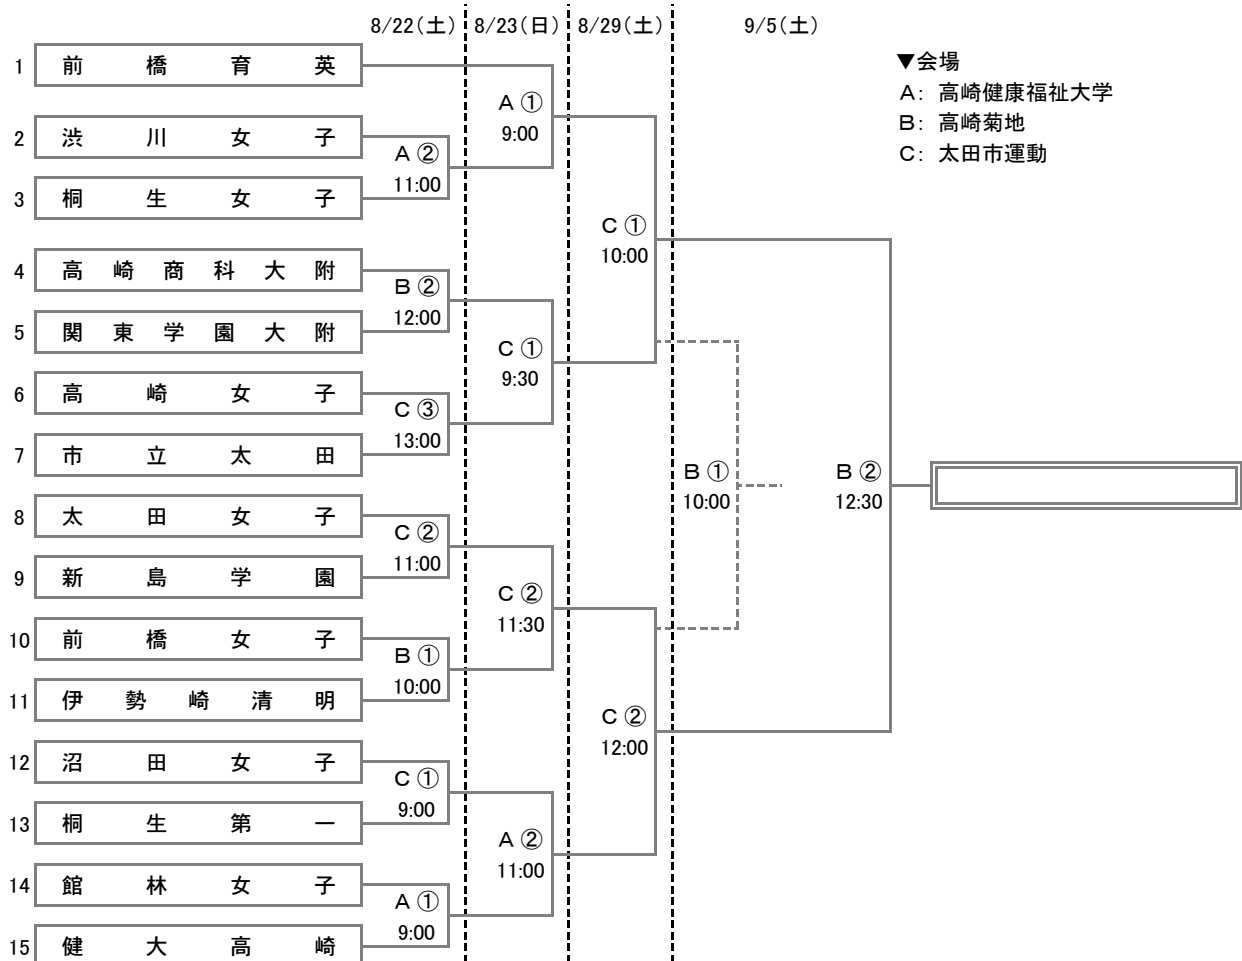 8/22(土) 8/23(日) 8/29(土) 9/5(土)
▼会場
A: 高崎健康福祉大学
B: 高崎菊地
C: 太田市運動
1 前橋育英
2 渋川女子
3 桐生女子
4 高崎商科大附
5 関東学園大附
6 高崎女子
7 市立太田
8 太田女子
9 新島学園
10 前橋女子
11 伊勢崎清明
12 沼田女子
13 桐生第一
14 館林女子
15 健大高崎
A ②
11:00
B ②
12:00
C ③
13:00
C ②
11:00
B ①
10:00
C ①
9:00
A ①
9:00
A ①
9:00
C ①
9:30
C ②
11:30
A ②
11:00
C ①
10:00
C ②
12:00
B ①
10:00
B ②
12:30